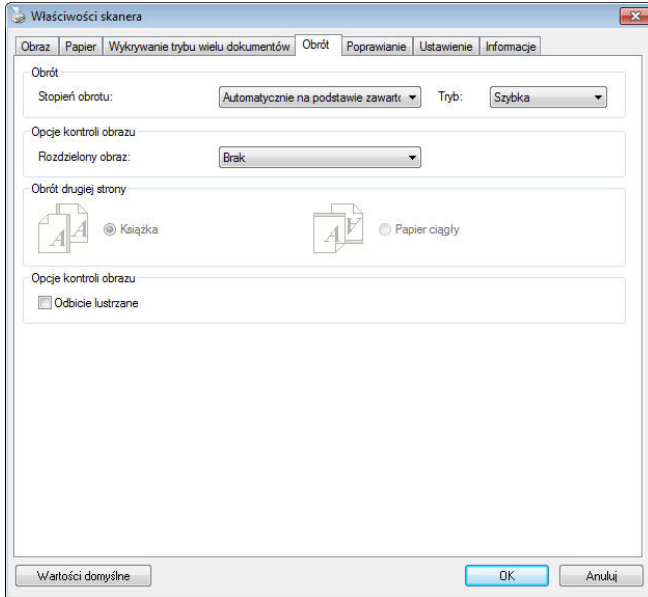 Właściwości skanera
Obraz Papier Wykrywanie trybu wielu dokumentów Obrót Poprawianie Ustawienie Informacje
Obrót
Stopień obrotu: Automatycznie na podstawie zawartc Tryb: Szybka
Opcje kontroli obrazu
Rozdzielony obraz: Brak
Obrót drugiej strony
Książka Papier ciągły
Opcje kontroli obrazu
Odbicie lustrzane
Wartości domyślne OK Anuluj